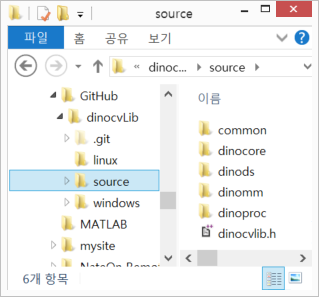 source
파일 홈 공유 보기
« dinoc... ▸ source ▸
GitHub
dinocvLib
.git
linux
source
windows
MATLAB
mysite
이름
common
dinocore
dinods
dinomm
dinoproc
dinocvlib.h
6개 항목